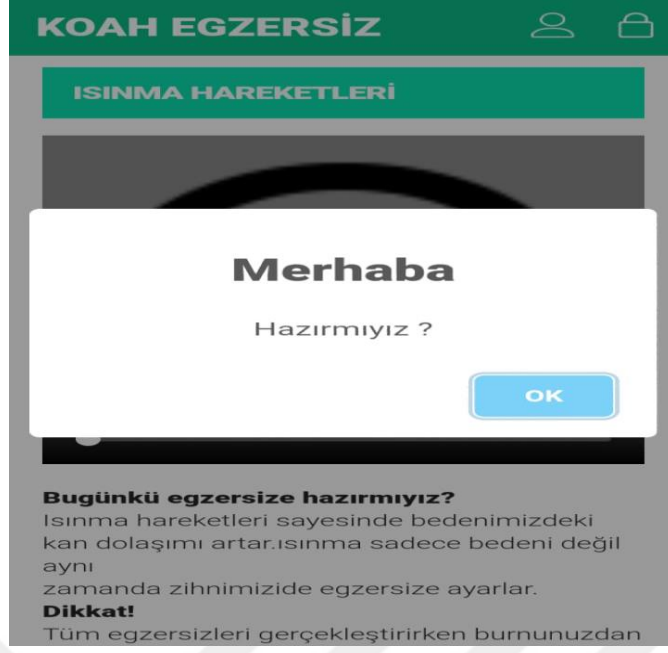 KOAH EGZERSİZ
ISINMA HAREKETLERİ
Merhaba
Hazırmıyız ?
OK
Bugünkü egzersize hazırmıyız?
Isınma hareketleri sayesinde bedenimizdeki
kan dolaşımı artar.ısınma sadece bedeni değil
aynı
zamanda zihnimizide egzersize ayarlar.
Dikkat!
Tüm egzersizleri gerçekleştirirken burnunuzdan